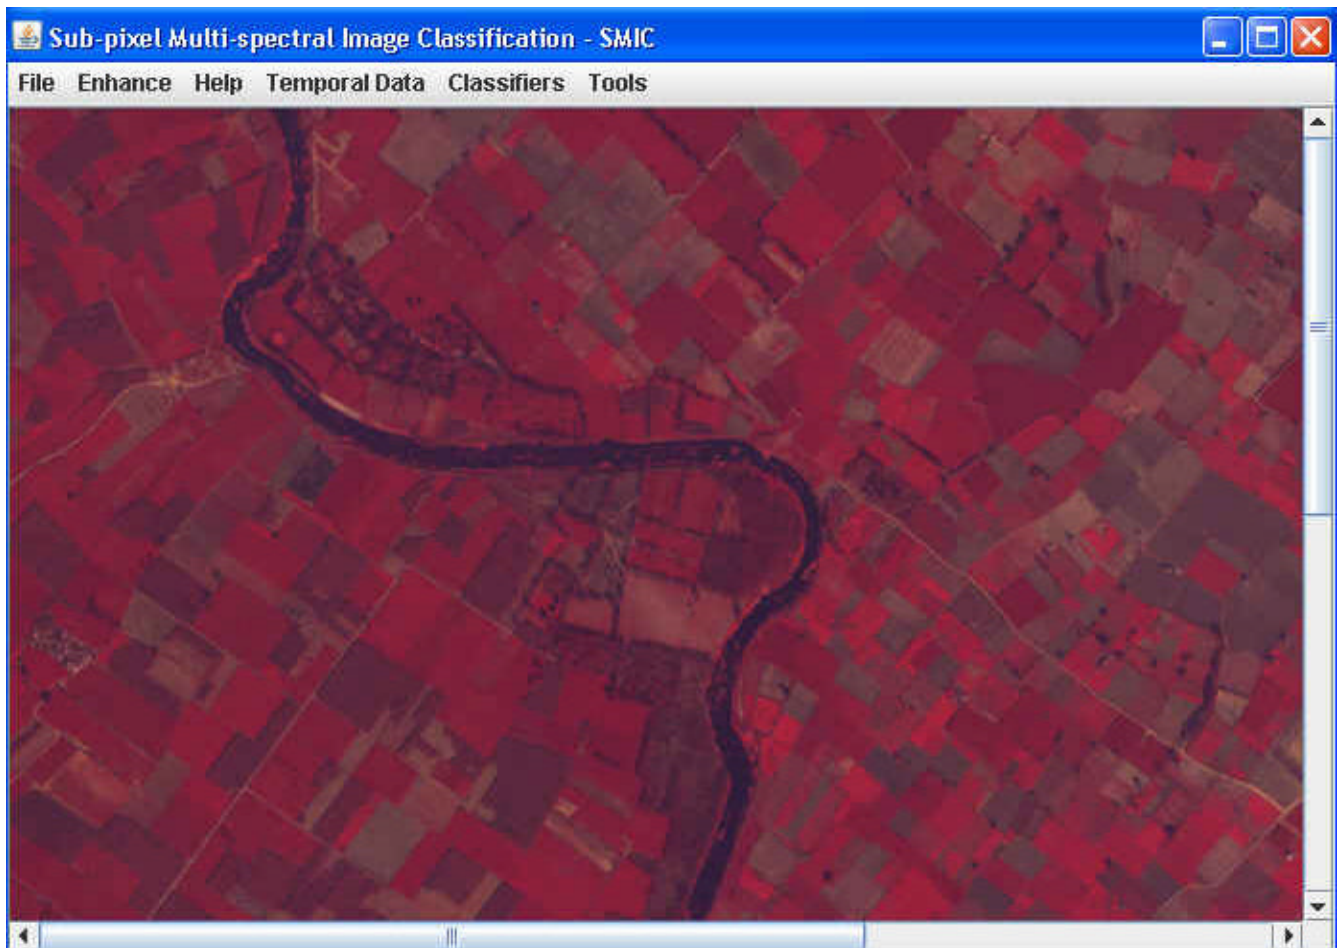 Sub-pixel Multi-spectral Image Classification - SMIC
File Enhance Help Temporal Data Classifiers Tools